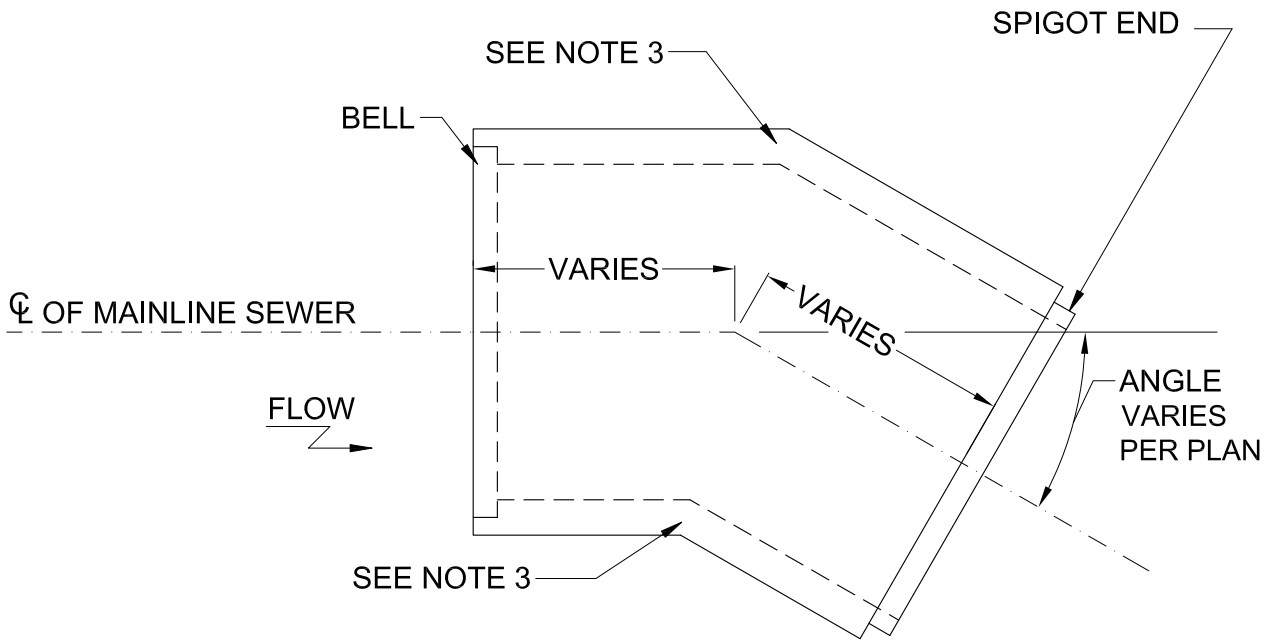 SPIGOT END
SEE NOTE 3
BELL
VARIES
VARIES
℄ OF MAINLINE SEWER
FLOW
ANGLE
VARIES
PER PLAN
SEE NOTE 3